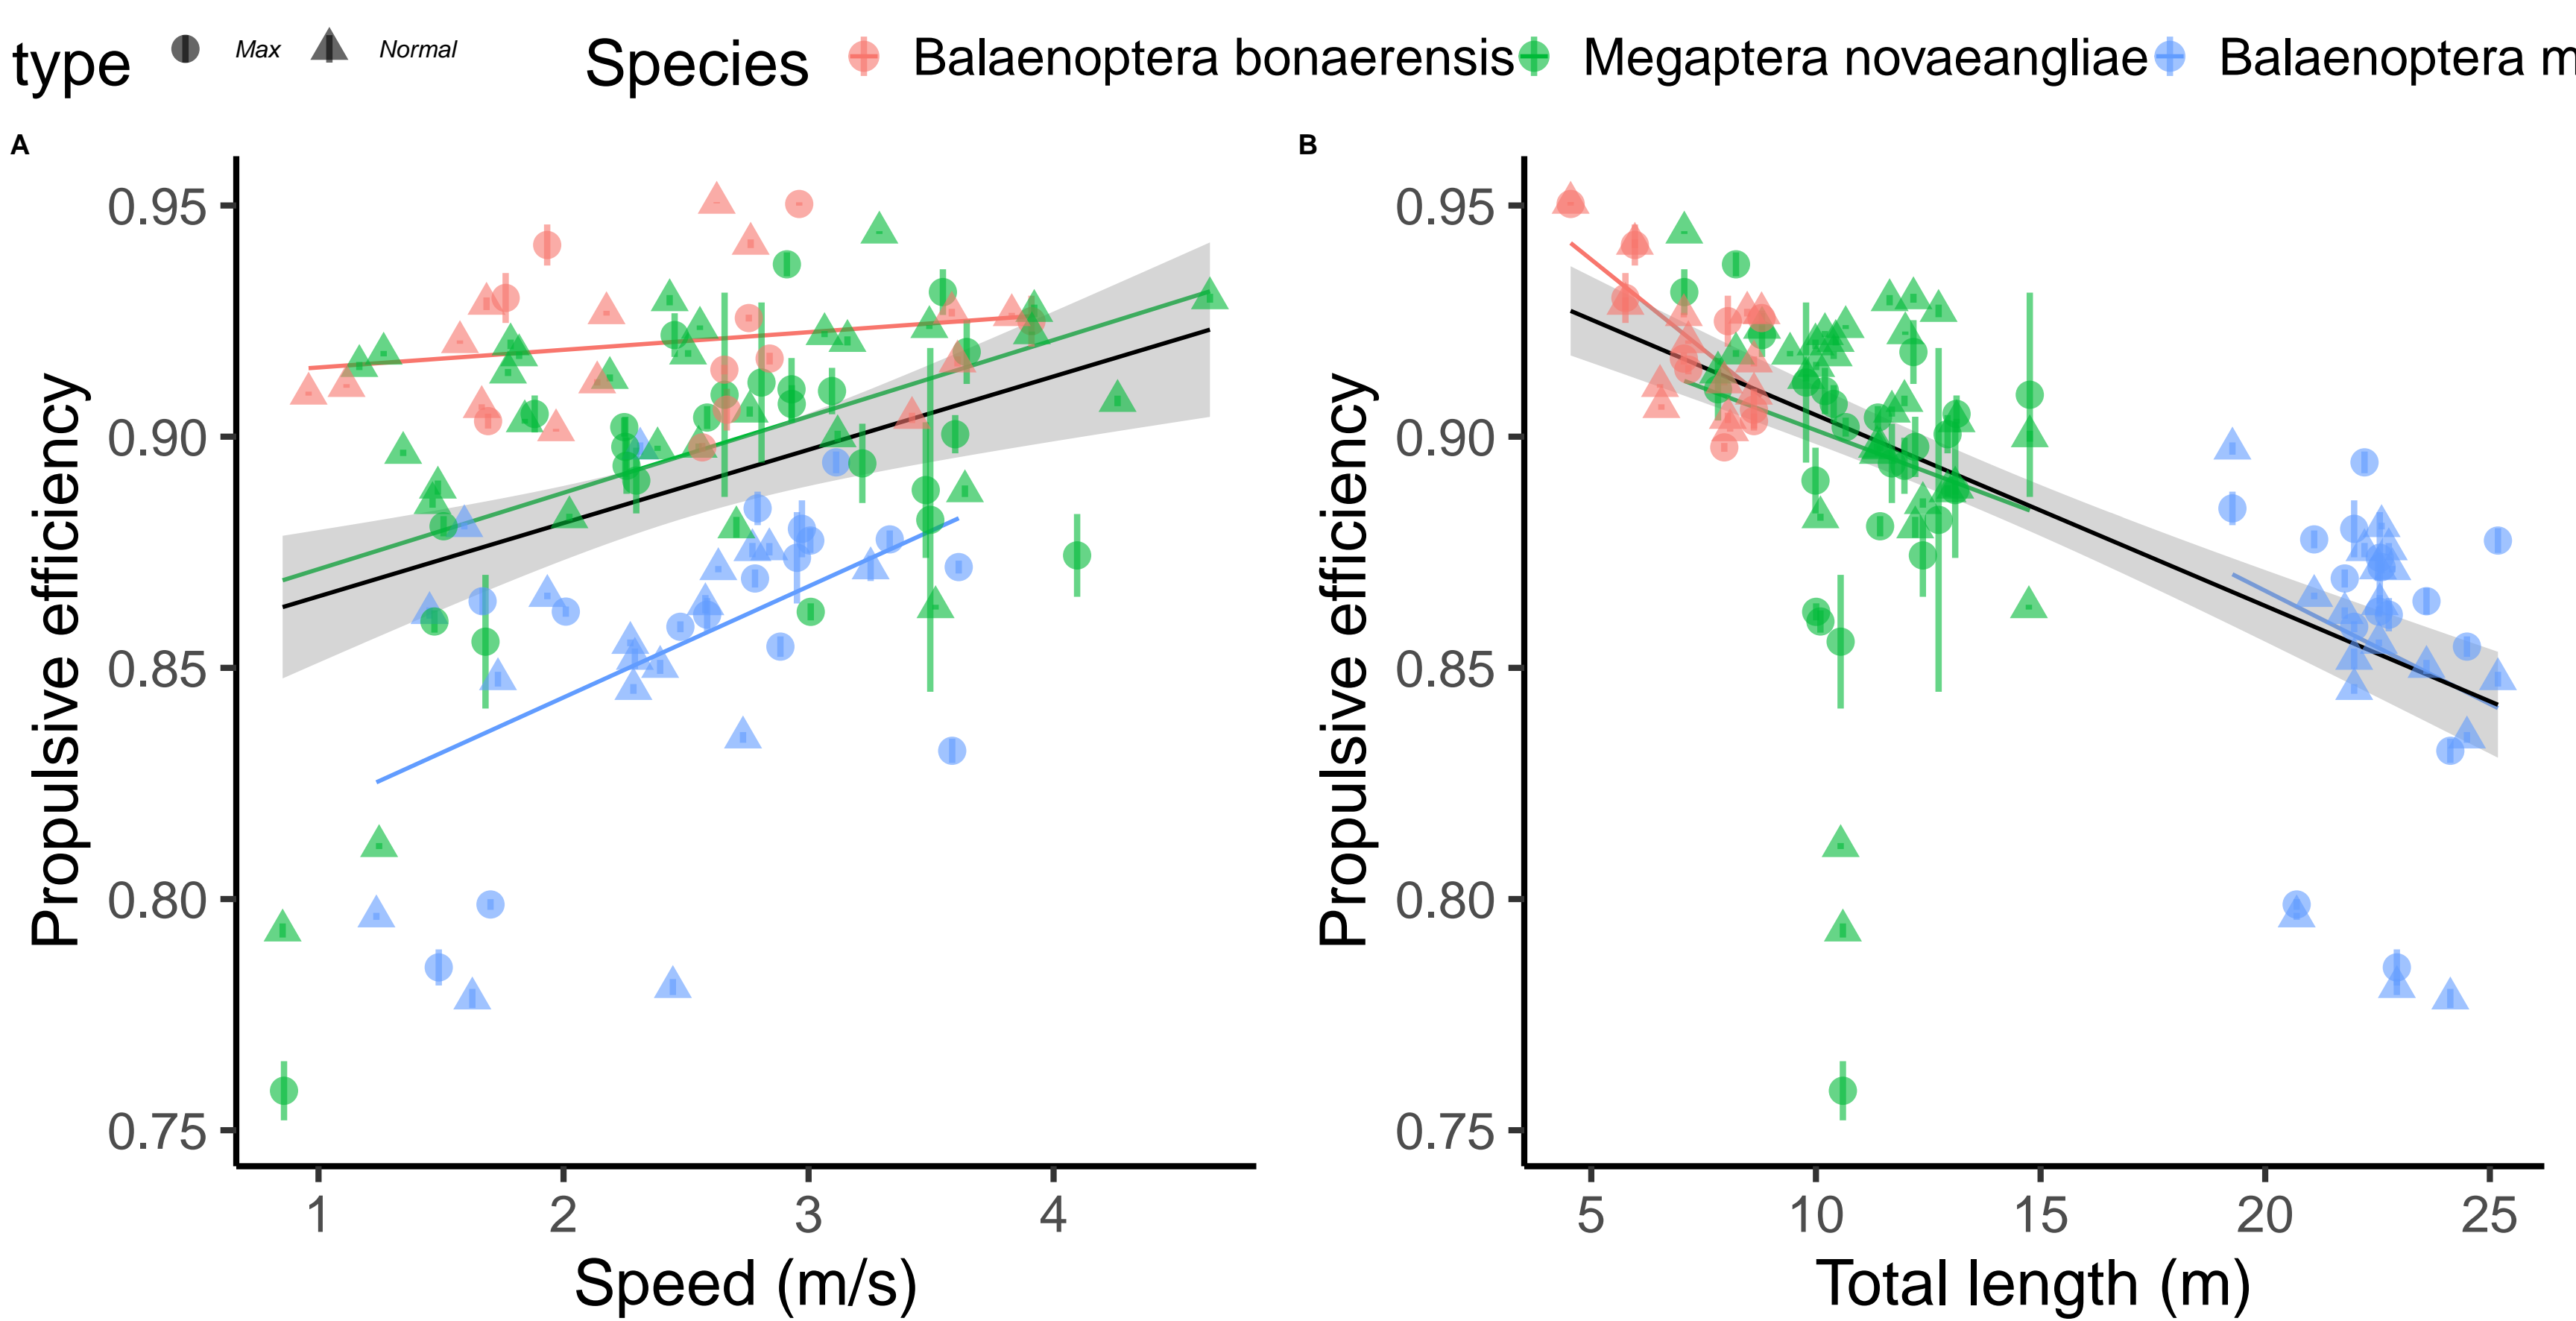 type Max Normal Species Balaenoptera bonaerensis Megaptera novaeangliae Balaenoptera m
A B
0.95 0.95
0.90 0.90
0.85 0.85
0.80 0.80
0.75 0.75
Propulsive efficiency Propulsive efficiency
1 2 3 4 5 10 15 20 25
Speed (m/s) Total length (m)